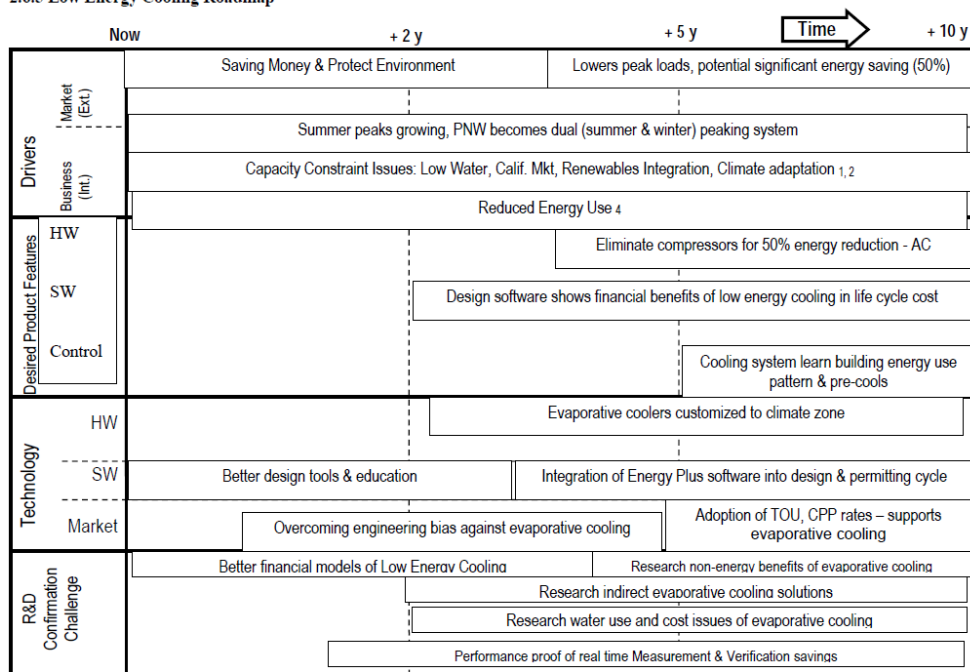 2.6.5 Low Energy Cooling Roadmap
Now + 2 y + 5 y Time + 10 y
Drivers
Market
(Ext.)
Saving Money & Protect Environment
Lowers peak loads, potential significant energy saving (50%)
Summer peaks growing, PNW becomes dual (summer & winter) peaking system
Business
(Int.)
Capacity Constraint Issues: Low Water, Calif. Mkt, Renewables Integration, Climate adaptation 1, 2
Reduced Energy Use 4
Desired Product Features
HW
Eliminate compressors for 50% energy reduction - AC
SW
Design software shows financial benefits of low energy cooling in life cycle cost
Control
Cooling system learn building energy use
pattern & pre-cools
Technology
HW
Evaporative coolers customized to climate zone
SW
Better design tools & education
Integration of Energy Plus software into design & permitting cycle
Market
Overcoming engineering bias against evaporative cooling
Adoption of TOU, CPP rates – supports
evaporative cooling
R&D
Confirmation
Challenge
Better financial models of Low Energy Cooling
Research non-energy benefits of evaporative cooling
Research indirect evaporative cooling solutions
Research water use and cost issues of evaporative cooling
Performance proof of real time Measurement & Verification savings